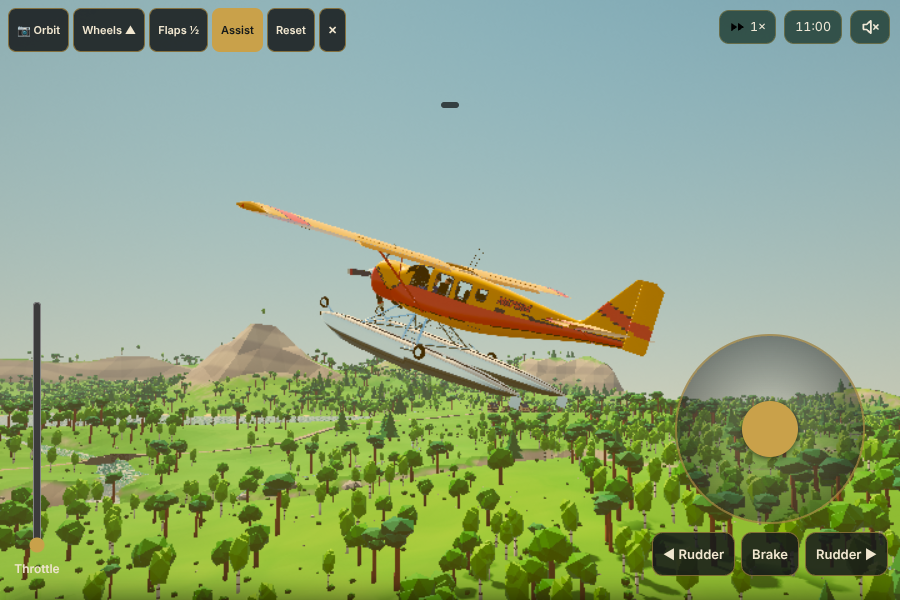 📷 Orbit
Wheels ▲
Flaps ½
Assist
Reset
×
▶▶ 1×
11:00
Throttle
◀ Rudder
Brake
Rudder ▶